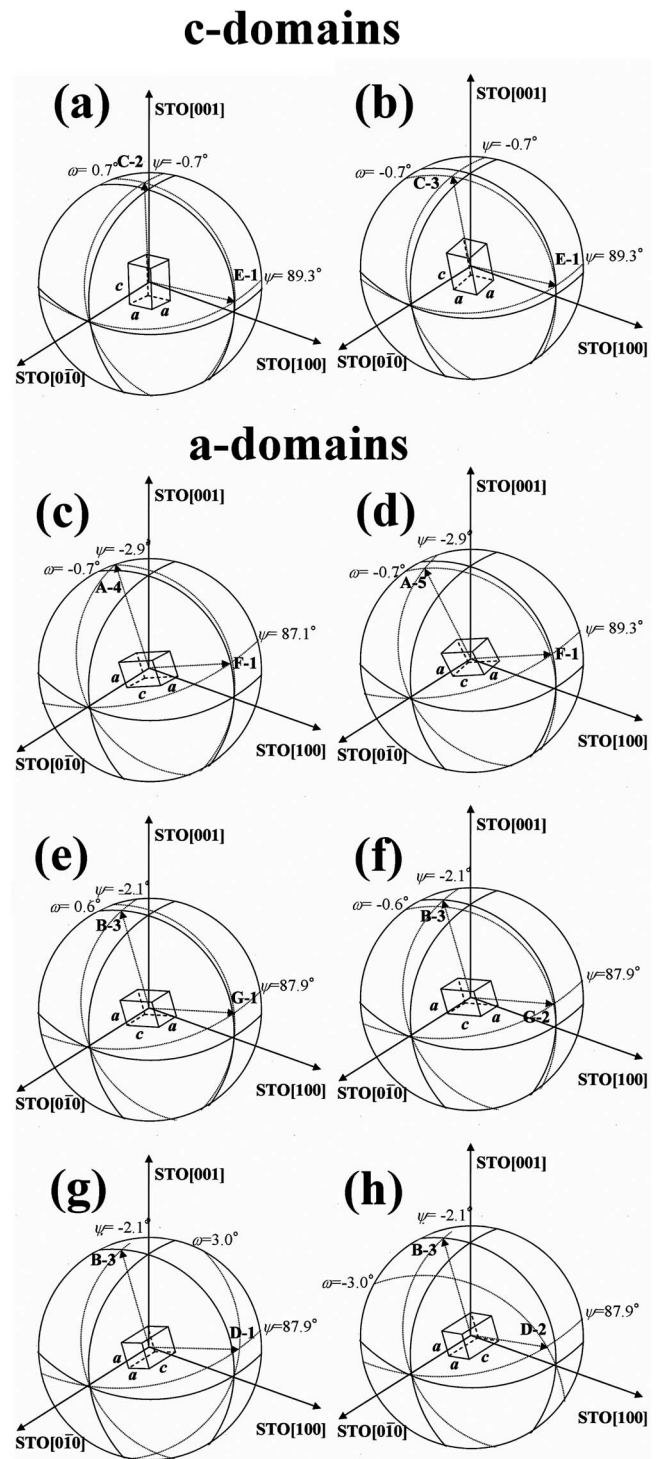 c-domains
(a)
STO[001]
C-2
ω= 0.7°
ψ= -0.7°
E-1
ψ= 89.3°
c
a
a
STO[01̄0]
STO[100]
(b)
STO[001]
ψ= -0.7°
ω= -0.7°
C-3
E-1
ψ= 89.3°
c
a
a
STO[01̄0]
STO[100]
a-domains
(c)
STO[001]
ψ= -2.9°
ω= -0.7°
A-4
ψ= 87.1°
F-1
a
c
a
STO[01̄0]
STO[100]
(d)
STO[001]
ψ= -2.9°
ω= -0.7°
A-5
ψ= 89.3°
F-1
a
c
a
STO[01̄0]
STO[100]
(e)
STO[001]
ψ= -2.1°
ω= 0.6°
B-3
ψ=87.9°
G-1
a
c
a
STO[01̄0]
STO[100]
(f)
STO[001]
ψ= -2.1°
ω= -0.6°
B-3
ψ=87.9°
G-2
a
c
a
STO[01̄0]
STO[100]
(g)
STO[001]
ψ= -2.1°
ω=3.0°
B-3
D-1
ψ=87.9°
a
a
c
STO[01̄0]
STO[100]
(h)
STO[001]
ψ= -2.1°
B-3
ω=-3.0°
ψ=87.9°
D-2
a
a
c
STO[01̄0]
STO[100]